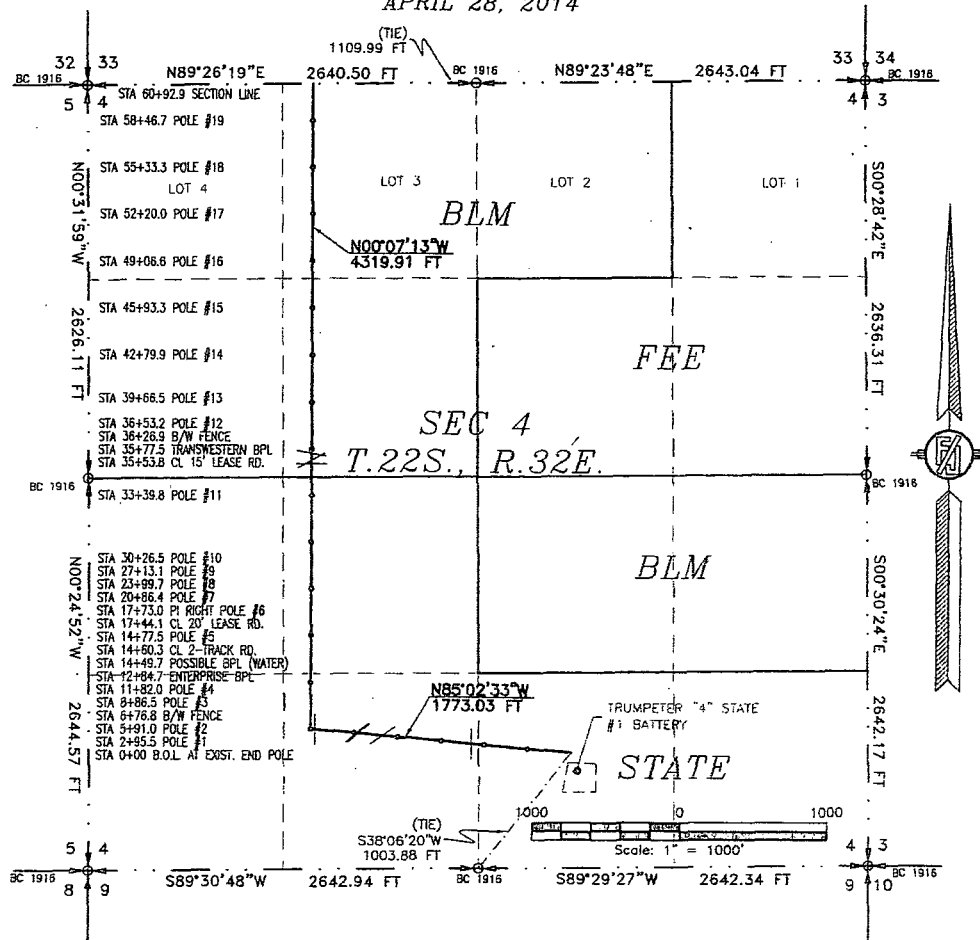 APRIL 28, 2014
(TIE)
1109.99 FT
32 33
N89°26'19"E 2640.50 FT
BC 1916
N89°23'48"E 2643.04 FT
33 34
BC 1916
BC 1916
5 4
4 3
STA 60+92.9 SECTION LINE
STA 58+46.7 POLE #19
STA 55+33.3 POLE #18
LOT 4
LOT 3
LOT 2
LOT 1
STA 52+20.0 POLE #17
BLM
N00°31'59"W 2626.11 FT
S00°28'42"E 2636.31 FT
N00°07'13"W
4319.91 FT
STA 49+06.6 POLE #16
STA 45+93.3 POLE #15
STA 42+79.9 POLE #14
FEE
STA 39+66.5 POLE #13
STA 36+53.2 POLE #12
STA 36+26.9 B/W FENCE
STA 35+77.5 TRANSWESTERN BPL
STA 35+53.8 CL 15' LEASE RD.
SEC 4
T.22S., R.32E.
BC 1916
BC 1916
STA 33+39.8 POLE #11
STA 30+26.5 POLE #10
STA 27+13.1 POLE #9
STA 23+99.7 POLE #8
STA 20+86.4 POLE #7
STA 17+73.0 PI RIGHT POLE #6
STA 17+44.1 CL 20' LEASE RD.
STA 14+77.5 POLE #5
STA 14+60.3 CL 2-TRACK RD.
STA 14+49.7 POSSIBLE BPL (WATER)
STA 12+84.7 ENTERPRISE BPL
STA 11+82.0 POLE #4
STA 8+86.5 POLE #3
STA 6+76.8 B/W FENCE
STA 5+91.0 POLE #2
STA 2+95.5 POLE #1
STA 0+00 B.O.L. AT EXIST. END POLE
BLM
N00°24'52"W 2644.57 FT
S00°30'24"E 2642.17 FT
N85°02'33"W
1773.03 FT
TRUMPETER "4" STATE
#1 BATTERY
STATE
1000 0 1000
Scale: 1" = 1000'
(TIE)
S38°06'20"W
1003.88 FT
5 4
4 3
BC 1916
8 9
S89°30'48"W 2642.94 FT
BC 1916
S89°29'27"W 2642.34 FT
BC 1916
9 10